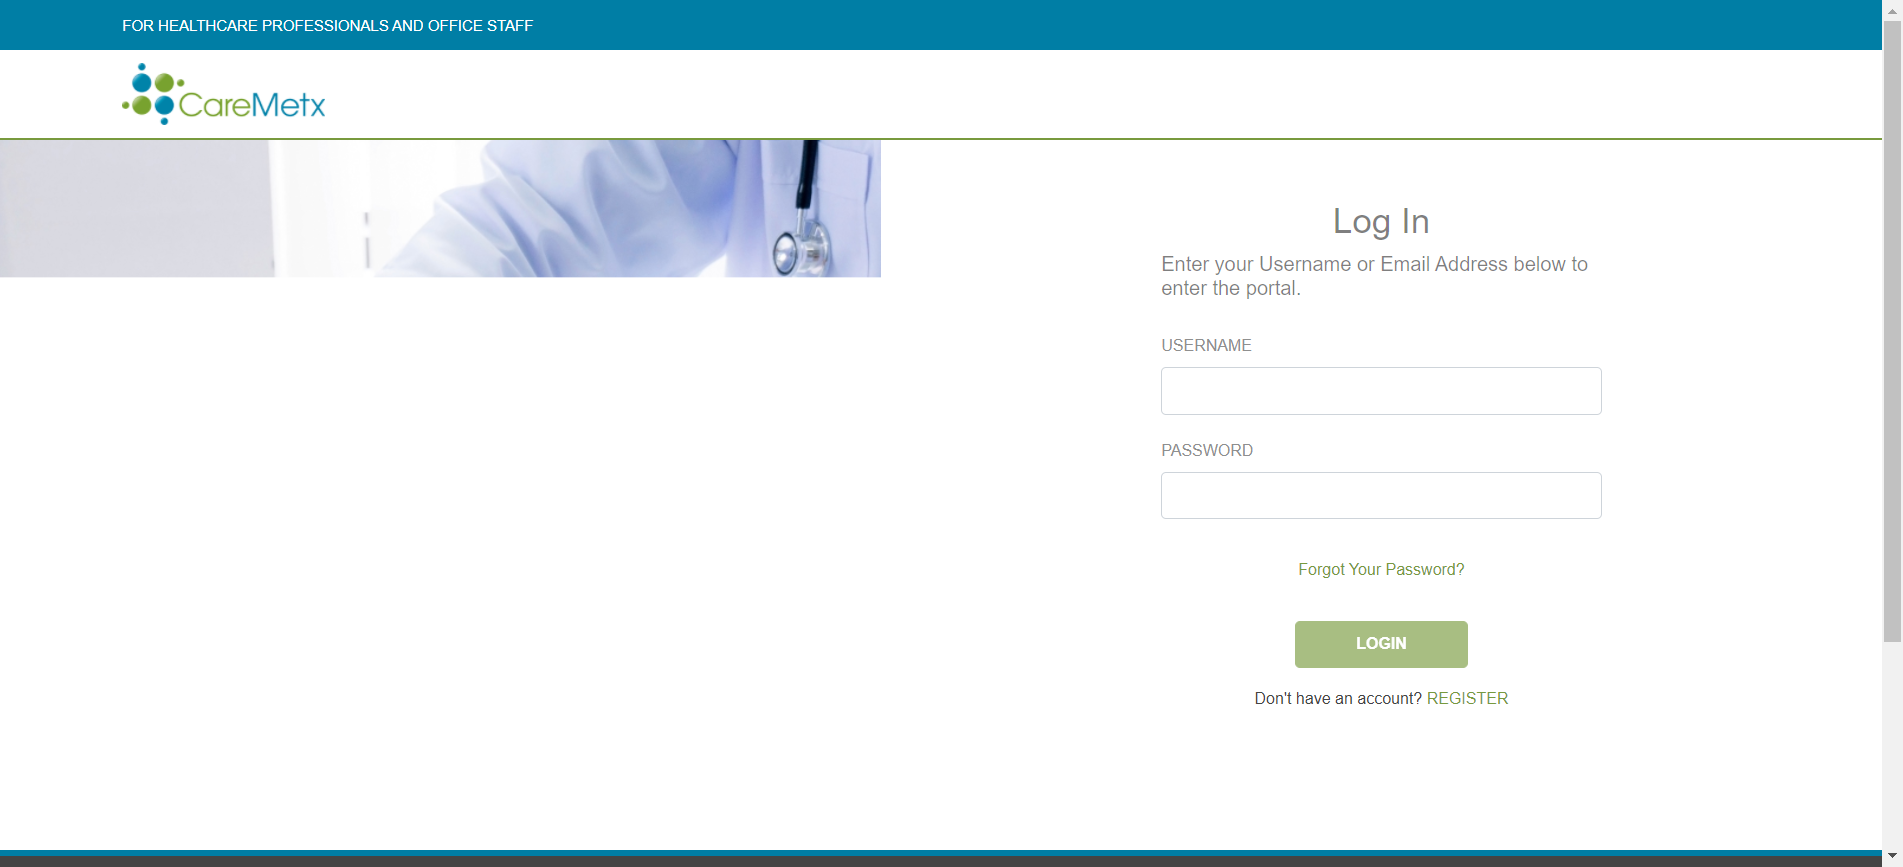 FOR HEALTHCARE PROFESSIONALS AND OFFICE STAFF
CareMetx
Log In
Enter your Username or Email Address below to
enter the portal.
USERNAME
PASSWORD
Forgot Your Password?
LOGIN
Don't have an account? REGISTER